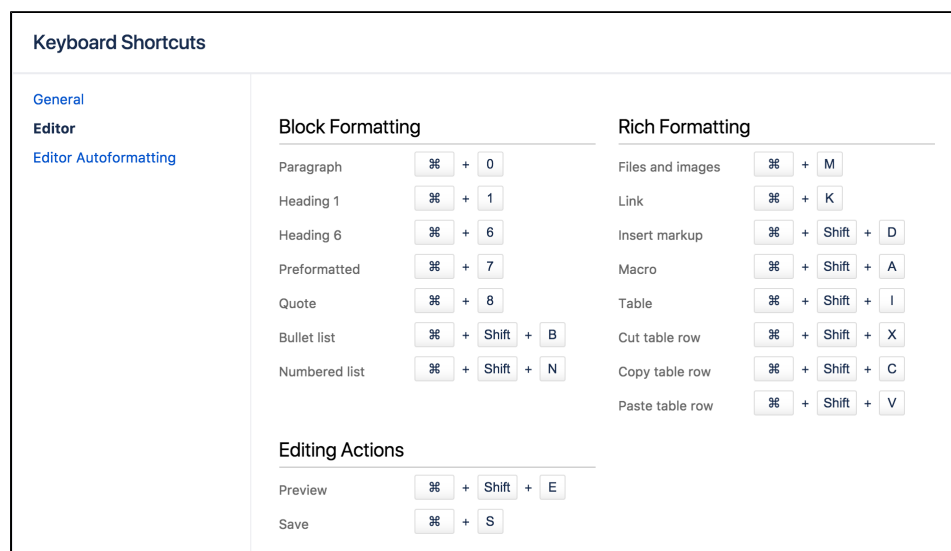 Keyboard Shortcuts
General
Editor
Editor Autoformatting
Block Formatting
Paragraph ⌘ + 0
Heading 1 ⌘ + 1
Heading 6 ⌘ + 6
Preformatted ⌘ + 7
Quote ⌘ + 8
Bullet list ⌘ + Shift + B
Numbered list ⌘ + Shift + N
Rich Formatting
Files and images ⌘ + M
Link ⌘ + K
Insert markup ⌘ + Shift + D
Macro ⌘ + Shift + A
Table ⌘ + Shift + I
Cut table row ⌘ + Shift + X
Copy table row ⌘ + Shift + C
Paste table row ⌘ + Shift + V
Editing Actions
Preview ⌘ + Shift + E
Save ⌘ + S